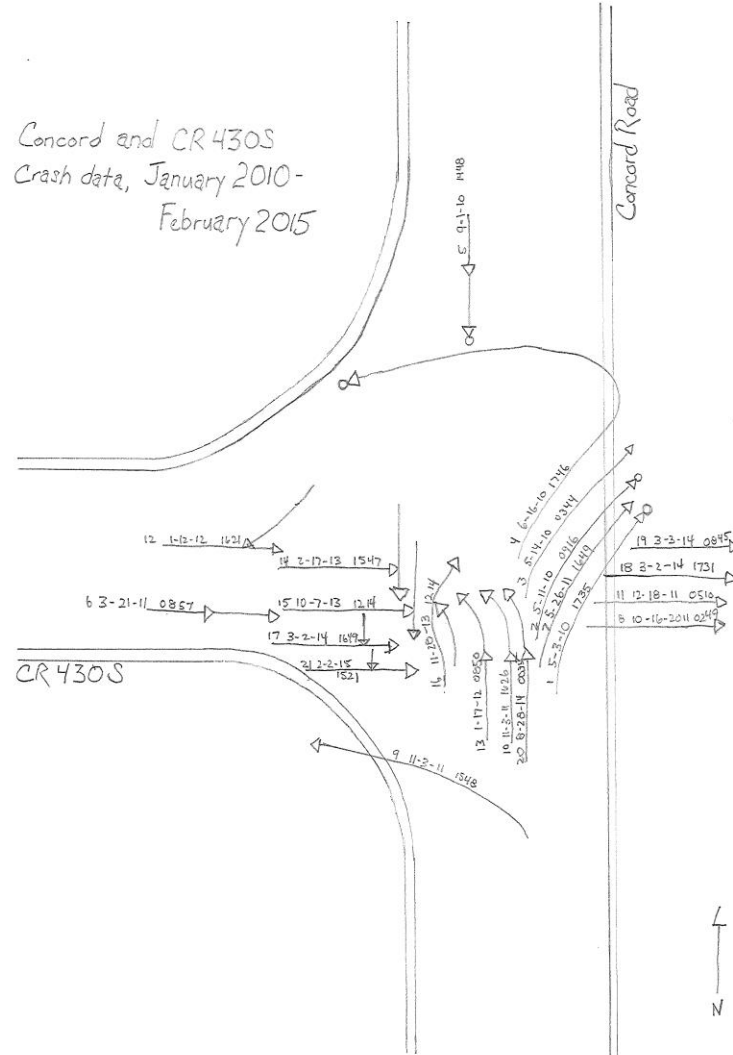 Concord and CR 430S
Crash data, January 2010-
February 2015
Concord Road
5 9-1-10 1448
4 6-16-10 1746
3 5-14-10 0344
2 5-11-10 0916
7 5-26-11 1649
1 5-3-10 1735
19 3-3-14 0845
18 3-2-14 1731
11 12-18-11 0510
8 10-16-2011 0249
12 1-12-12 1621
14 2-17-13 1547
6 3-21-11 0857
15 10-7-13 1214
17 3-2-14 1649
21 2-2-15
1521
16 11-20-13 1214
13 1-17-12 0850
10 11-3-11 1626
20 8-28-14
9 11-3-11 1548
CR 430S
N